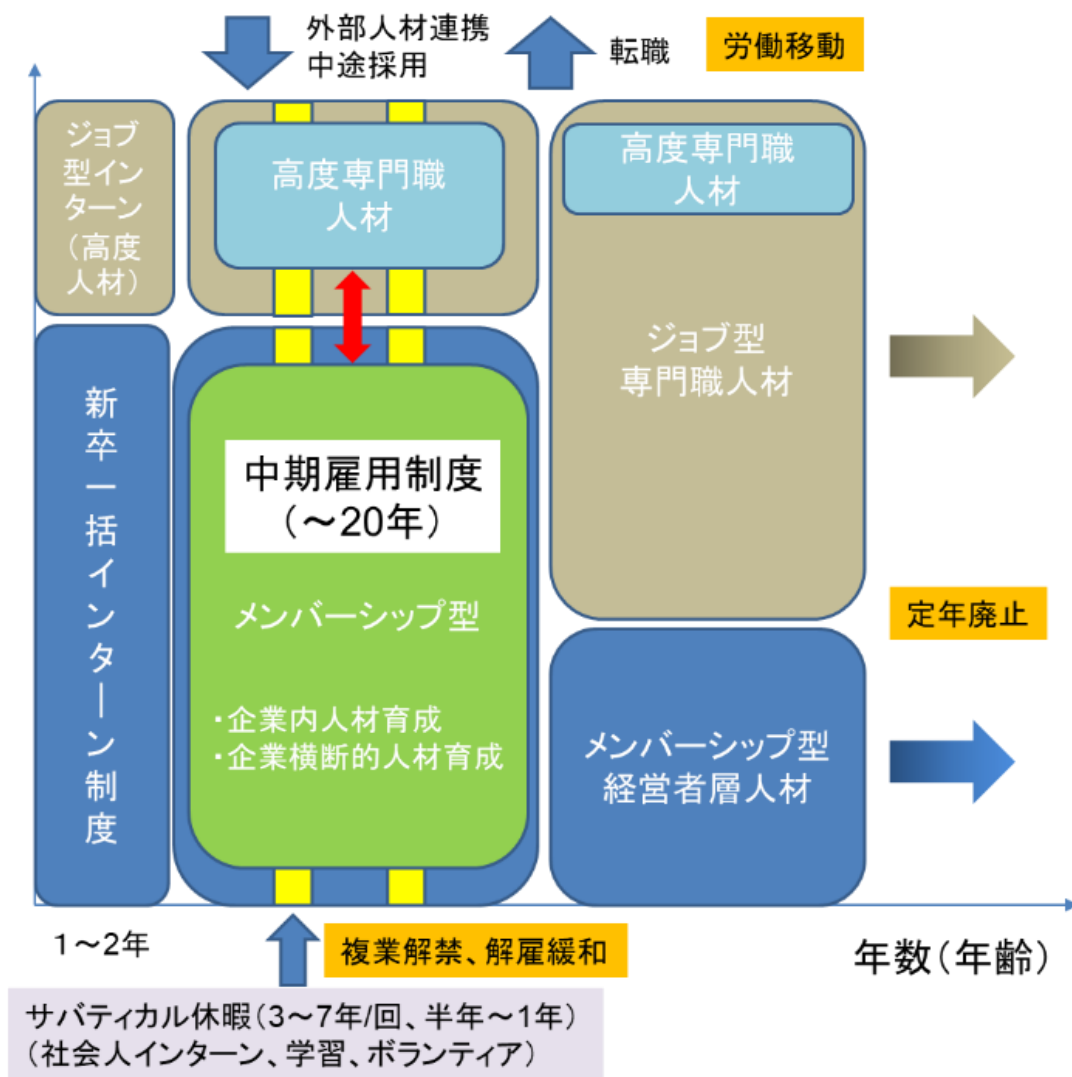 外部人材連携
中途採用
転職
労働移動
ジョブ
型イン
ターン
（高度
人材）
高度専門職
人材
高度専門職
人材
ジョブ型
専門職人材
新卒一括インターン制度
中期雇用制度
（～20年）
メンバーシップ型
・企業内人材育成
・企業横断的人材育成
定年廃止
メンバーシップ型
経営者層人材
1～2年
複業解禁、解雇緩和
年数（年齢）
サバティカル休暇（3～7年/回、半年～1年）
（社会人インターン、学習、ボランティア）